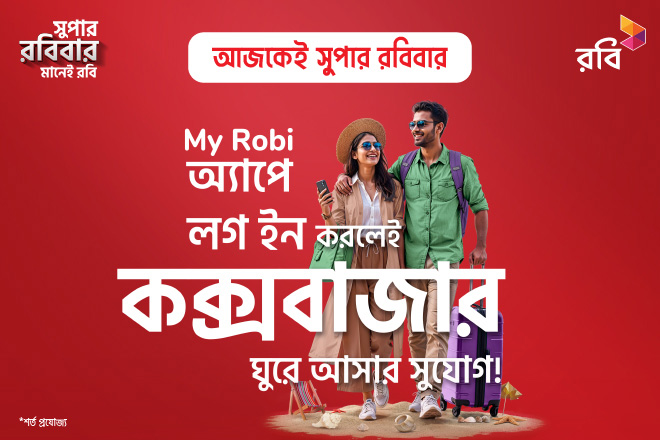 সুপার
রবিবার
মানেই রবি
আজকেই সুপার রবিবার
রবি
My Robi
অ্যাপে
লগ ইন করলেই
কক্সবাজার
ঘুরে আসার সুযোগ!
*শর্ত প্রযোজ্য